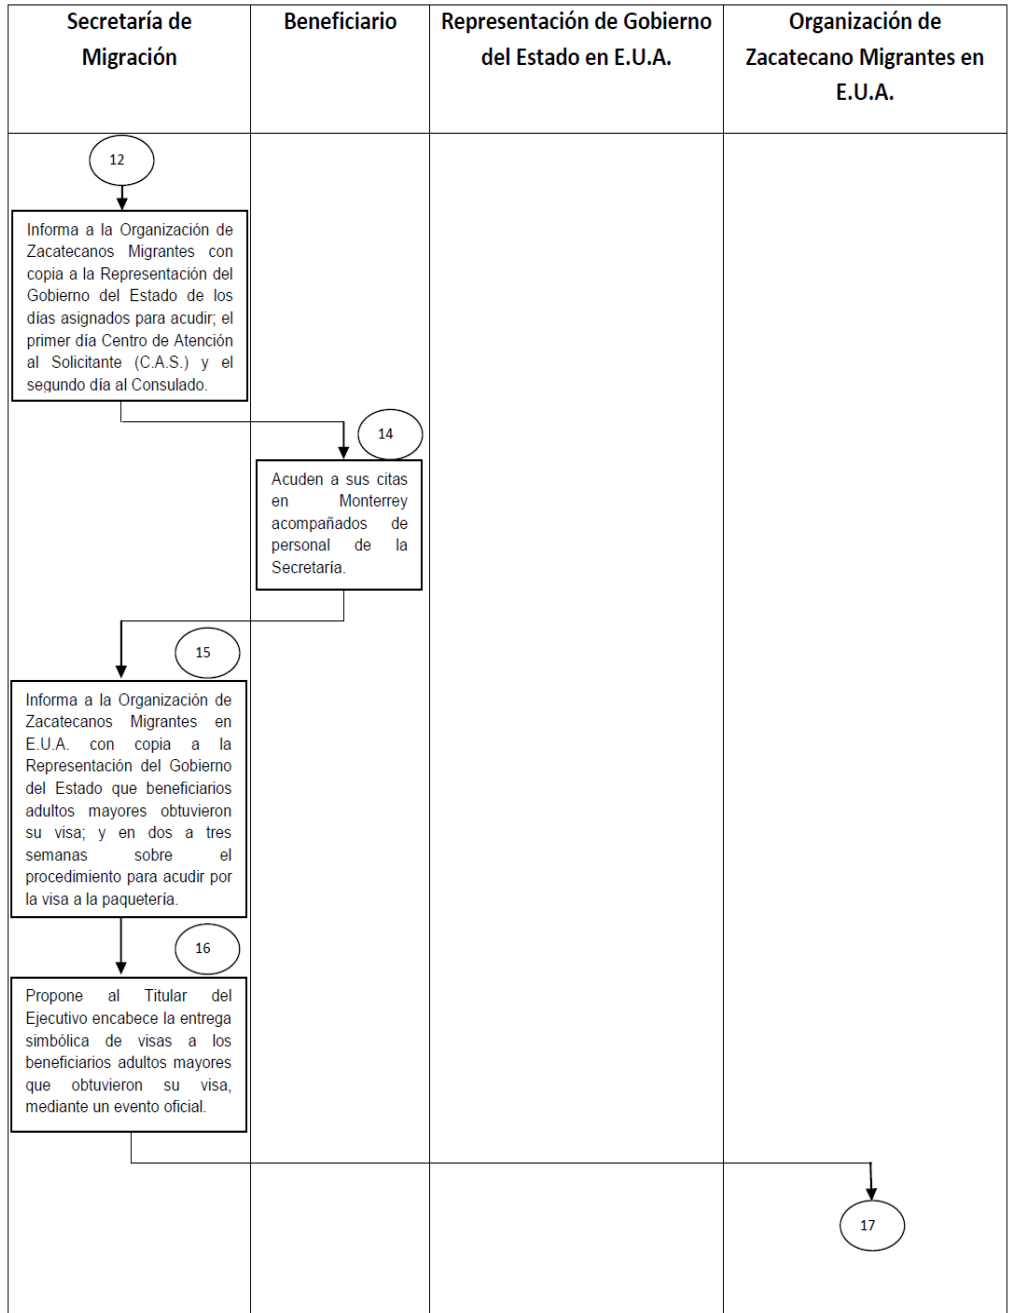 Secretaría de
Migración
Beneficiario
Representación de Gobierno
del Estado en E.U.A.
Organización de
Zacatecano Migrantes en
E.U.A.
12
Informa a la Organización de
Zacatecanos Migrantes con
copia a la Representación del
Gobierno del Estado de los
días asignados para acudir; el
primer día Centro de Atención
al Solicitante (C.A.S.) y el
segundo día al Consulado.
14
Acuden a sus citas
en Monterrey
acompañados de
personal de la
Secretaría.
15
Informa a la Organización de
Zacatecanos Migrantes en
E.U.A. con copia a la
Representación del Gobierno
del Estado que beneficiarios
adultos mayores obtuvieron
su visa; y en dos a tres
semanas sobre el
procedimiento para acudir por
la visa a la paquetería.
16
Propone al Titular del
Ejecutivo encabece la entrega
simbólica de visas a los
beneficiarios adultos mayores
que obtuvieron su visa,
mediante un evento oficial.
17